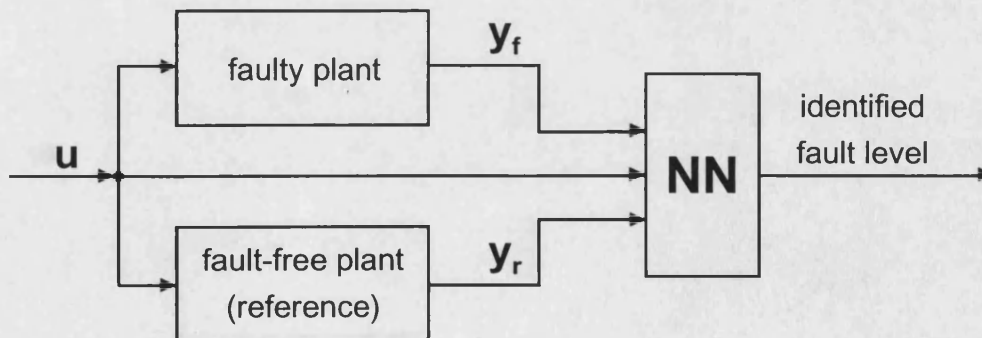 faulty plant
y_f
u
NN
identified
fault level
fault-free plant
(reference)
y_r